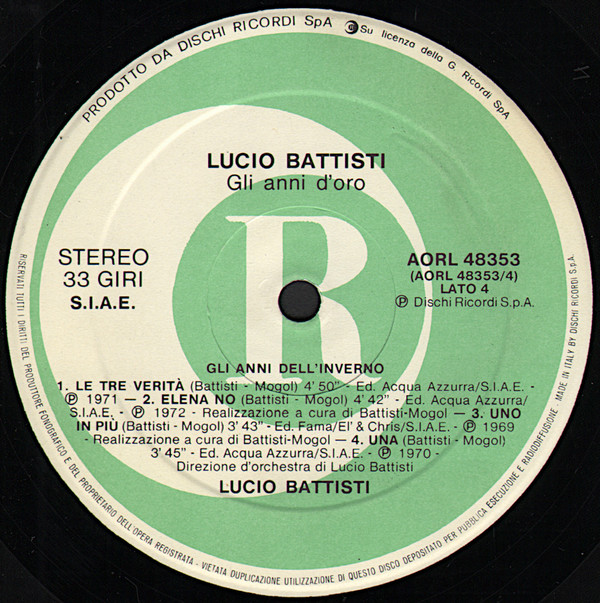 PRODOTTO DA DISCHI RICORDI SpA Su licenza della G. Ricordi SpA
LUCIO BATTISTI
Gli anni d'oro
R
STEREO
33 GIRI
S.I.A.E.
AORL 48353
(AORL 48353/4)
LATO 4
Ⓟ Dischi Ricordi S.p.A.
GLI ANNI DELL'INVERNO
1. LE TRE VERITÀ (Battisti - Mogol) 4' 50" - Ed. Acqua Azzurra/S.I.A.E. -
Ⓟ 1971 — 2. ELENA NO (Battisti - Mogol) 4' 42" - Ed. Acqua Azzurra/
S.I.A.E. - Ⓟ 1972 - Realizzazione a cura di Battisti-Mogol — 3. UNO
IN PIÙ (Battisti - Mogol) 3' 43" - Ed. Fama/El' & Chris/S.I.A.E. - Ⓟ 1969
- Realizzazione a cura di Battisti-Mogol — 4. UNA (Battisti - Mogol)
3' 45" - Ed. Acqua Azzurra/S.I.A.E. - Ⓟ 1970 -
Direzione d'orchestra di Lucio Battisti
LUCIO BATTISTI
RISERVATI TUTTI I DIRITTI DEL PRODUTTORE FONOGRAFICO E DEL PROPRIETARIO DELL'OPERA REGISTRATA - VIETATA DUPLICAZIONE UTILIZZAZIONE DI QUESTO DISCO DEPOSITATO PER PUBBLICA ESECUZIONE E RADIODIFFUSIONE. MADE IN ITALY BY DISCHI RICORDI S.p.A.